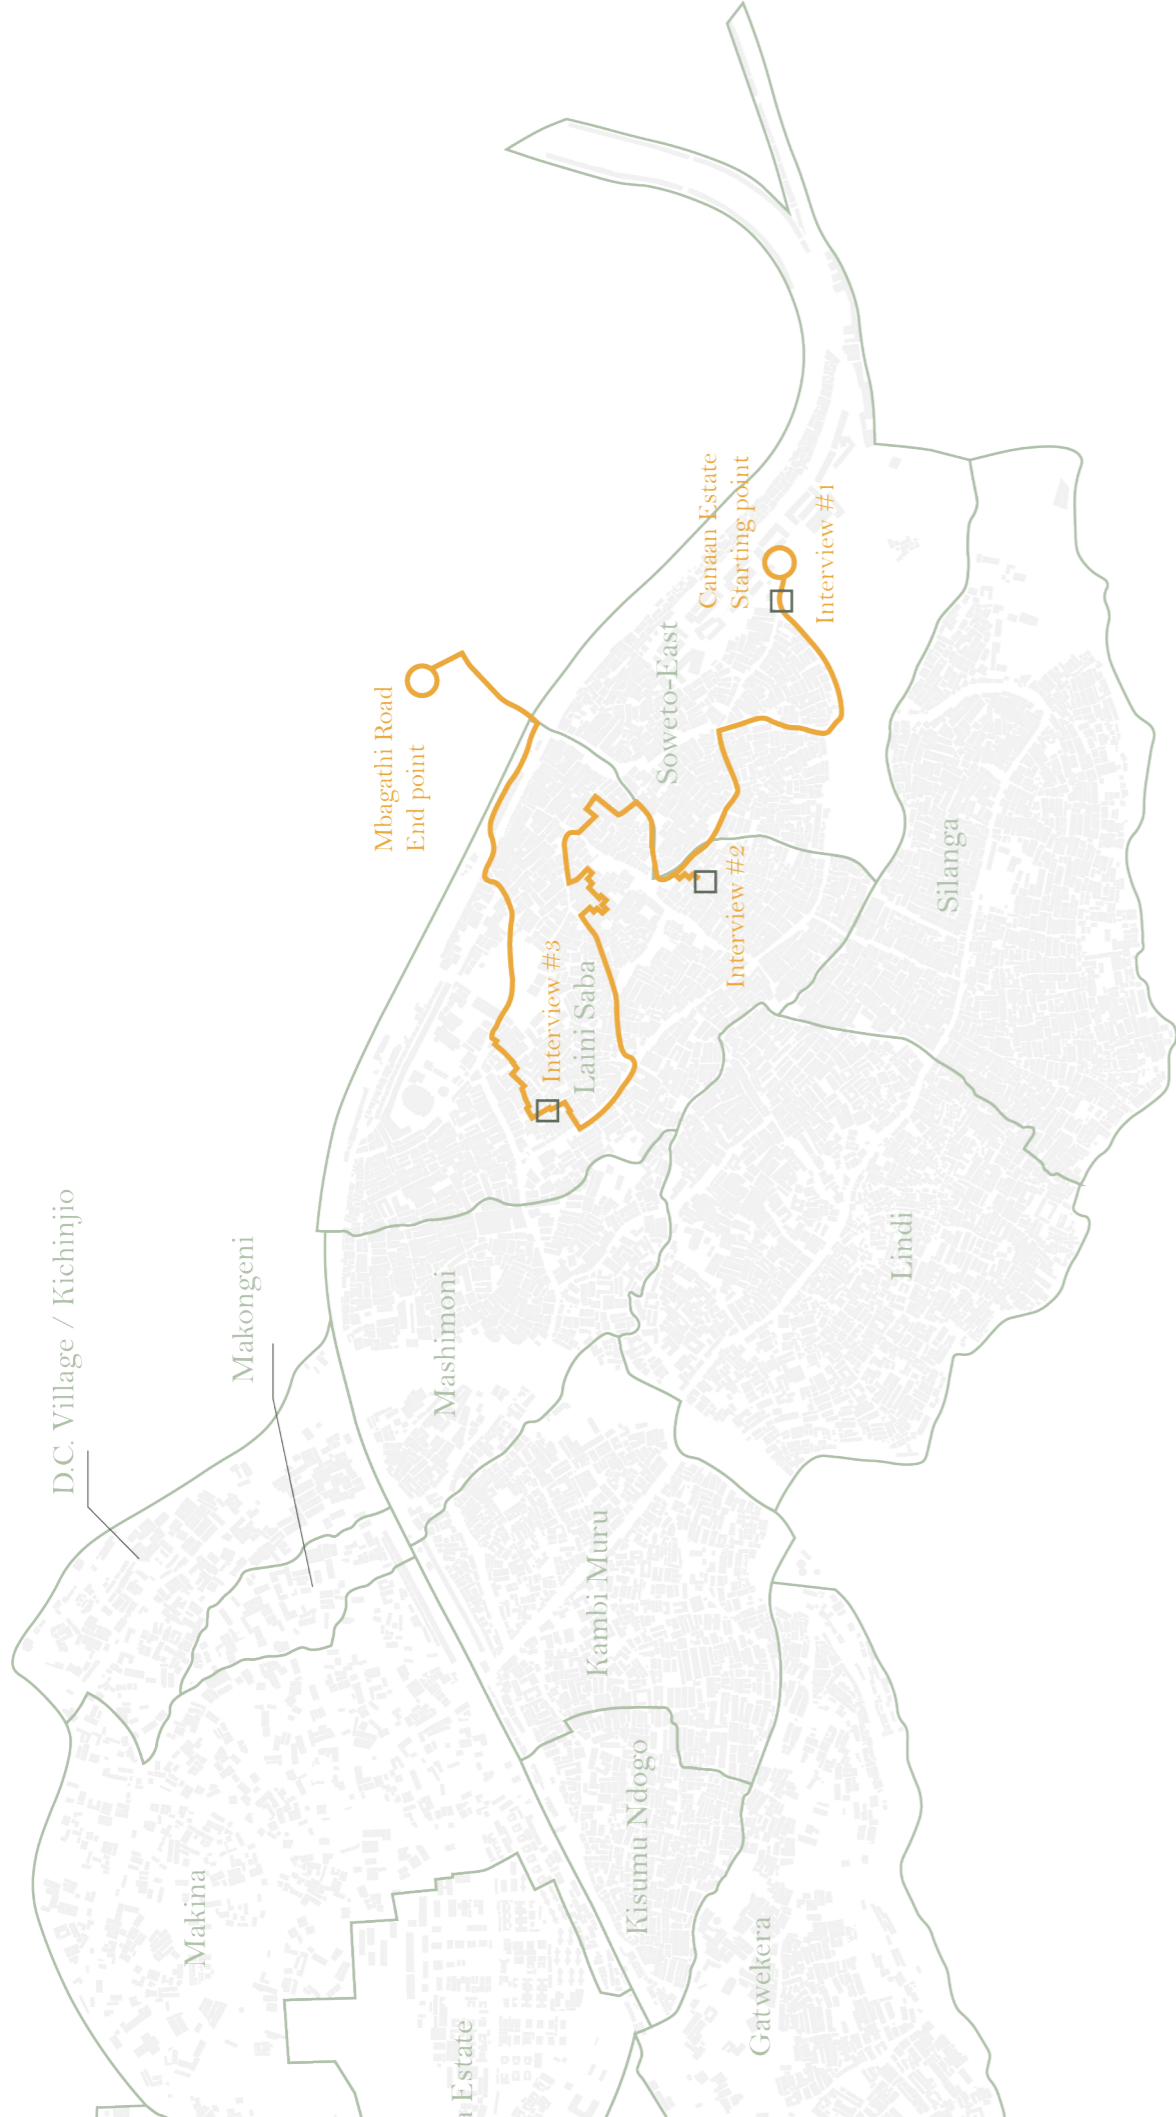 D.C. Village / Kichinjio
Makongeni
Makina
Mashimoni
Mbagathi Road
End point
Estate
Interview #3
Laini Saba
Kambi Muru
Kisumu Ndogo
Soweto-East
Canaan Estate
Starting point
Interview #2
Gatwekera
Interview #1
Lindi
Silanga